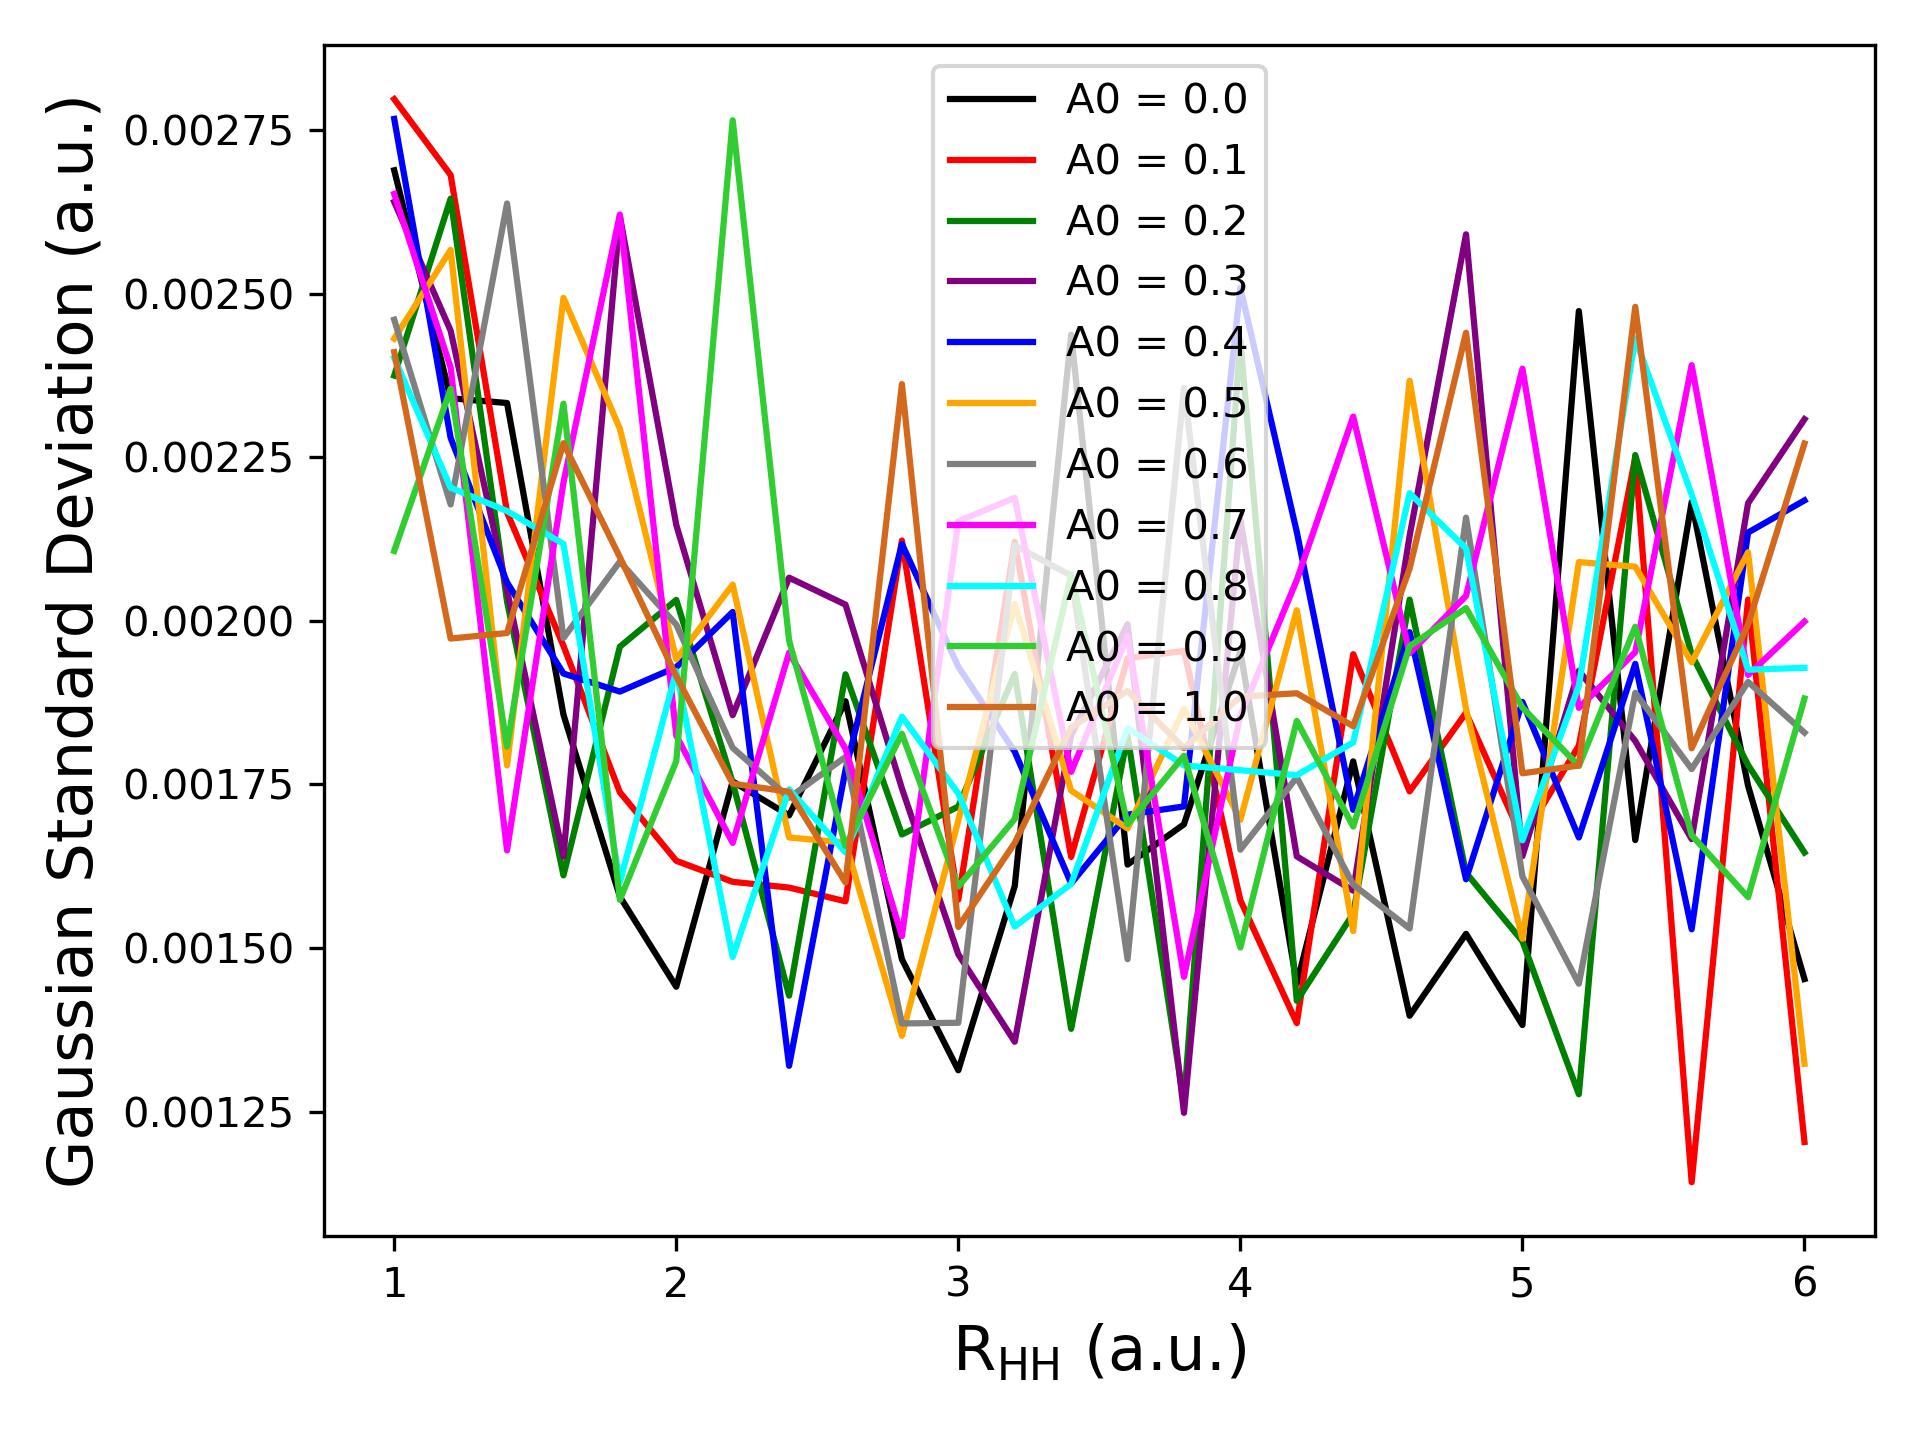 Gaussian Standard Deviation (a.u.)
0.00275
0.00250
0.00225
0.00200
0.00175
0.00150
0.00125
A0 = 0.0
A0 = 0.1
A0 = 0.2
A0 = 0.3
A0 = 0.4
A0 = 0.5
A0 = 0.6
A0 = 0.7
A0 = 0.8
A0 = 0.9
A0 = 1.0
1 2 3 4 5 6
R_HH (a.u.)